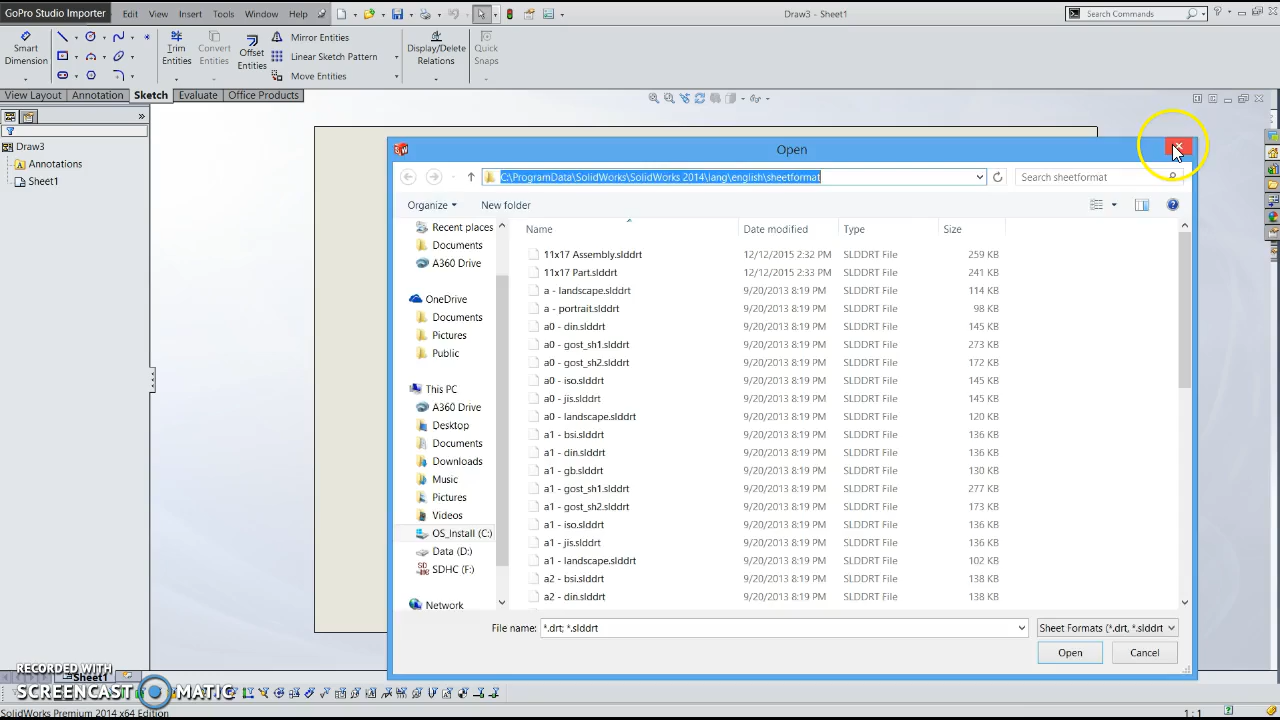 GoPro Studio Importer
Edit View Insert Tools Window Help
Draw3 - Sheet1
Search Commands
Smart Dimension
Trim Entities
Convert Entities
Offset Entities
Mirror Entities
Linear Sketch Pattern
Move Entities
Display/Delete Relations
Quick Snaps
View Layout Annotation Sketch Evaluate Office Products
Draw3
Annotations
Sheet1
Open
C:\ProgramData\SolidWorks\SolidWorks 2014\lang\english\sheetformat
Search sheetformat
Organize New folder
Recent places
Documents
A360 Drive
OneDrive
Documents
Pictures
Public
This PC
A360 Drive
Desktop
Documents
Downloads
Music
Pictures
Videos
OS_Install (C:)
Data (D:)
SDHC (F:)
Network
Name Date modified Type Size
11x17 Assembly.slddrt 12/12/2015 2:32 PM SLDDRT File 259 KB
11x17 Part.slddrt 12/12/2015 2:33 PM SLDDRT File 241 KB
a - landscape.slddrt 9/20/2013 8:19 PM SLDDRT File 114 KB
a - portrait.slddrt 9/20/2013 8:19 PM SLDDRT File 98 KB
a0 - din.slddrt 9/20/2013 8:19 PM SLDDRT File 145 KB
a0 - gost_sh1.slddrt 9/20/2013 8:19 PM SLDDRT File 273 KB
a0 - gost_sh2.slddrt 9/20/2013 8:19 PM SLDDRT File 172 KB
a0 - iso.slddrt 9/20/2013 8:19 PM SLDDRT File 145 KB
a0 - jis.slddrt 9/20/2013 8:19 PM SLDDRT File 145 KB
a0 - landscape.slddrt 9/20/2013 8:19 PM SLDDRT File 120 KB
a1 - bsi.slddrt 9/20/2013 8:19 PM SLDDRT File 136 KB
a1 - din.slddrt 9/20/2013 8:19 PM SLDDRT File 136 KB
a1 - gb.slddrt 9/20/2013 8:19 PM SLDDRT File 130 KB
a1 - gost_sh1.slddrt 9/20/2013 8:19 PM SLDDRT File 277 KB
a1 - gost_sh2.slddrt 9/20/2013 8:19 PM SLDDRT File 173 KB
a1 - iso.slddrt 9/20/2013 8:19 PM SLDDRT File 136 KB
a1 - jis.slddrt 9/20/2013 8:19 PM SLDDRT File 136 KB
a1 - landscape.slddrt 9/20/2013 8:19 PM SLDDRT File 102 KB
a2 - bsi.slddrt 9/20/2013 8:19 PM SLDDRT File 138 KB
a2 - din.slddrt 9/20/2013 8:19 PM SLDDRT File 138 KB
File name: *.drt; *.slddrt
Sheet Formats (*.drt, *.slddrt
Open Cancel
RECORDED WITH
Sheet1
SCREENCAST MATIC
SolidWorks Premium 2014 x64 Edition
1 : 1